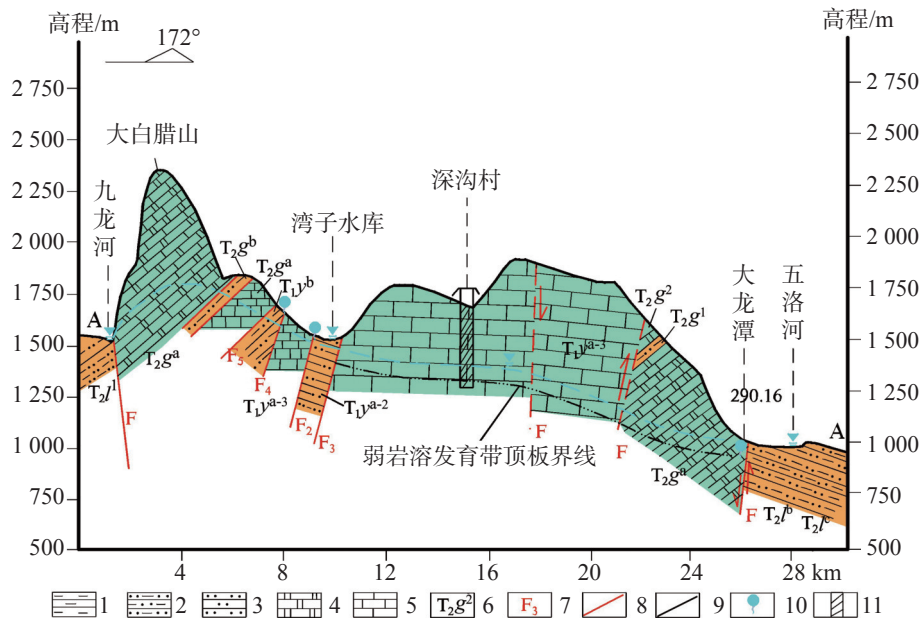 高程/m
高程/m
172°
2 750
2 750
2 500
2 500
大白腊山
深沟村
2 250
2 250
九龙河
湾子水库
大龙潭
五洛河
2 000
2 000
T₂gᵇ
T₂gᵃ
T₁yᵇ
T₂g²
T₂g¹
1 750
1 750
A
1 500
1 500
T₂l¹
T₂gᵃ
F₅
F₄
T₁yᵃ⁻³
T₁yᵃ⁻³
290.16
1 250
1 250
T₁yᵃ⁻²
F₂
F₃
F
F
F
F
弱岩溶发育带顶板界线
A
1 000
1 000
T₂gᵃ
T₂lᵇ
T₂lᶜ
750
750
500
500
4
8
12
16
20
24
28 km
1
2
3
4
5
T₂g² 6
F₃ 7
8
9
10
11